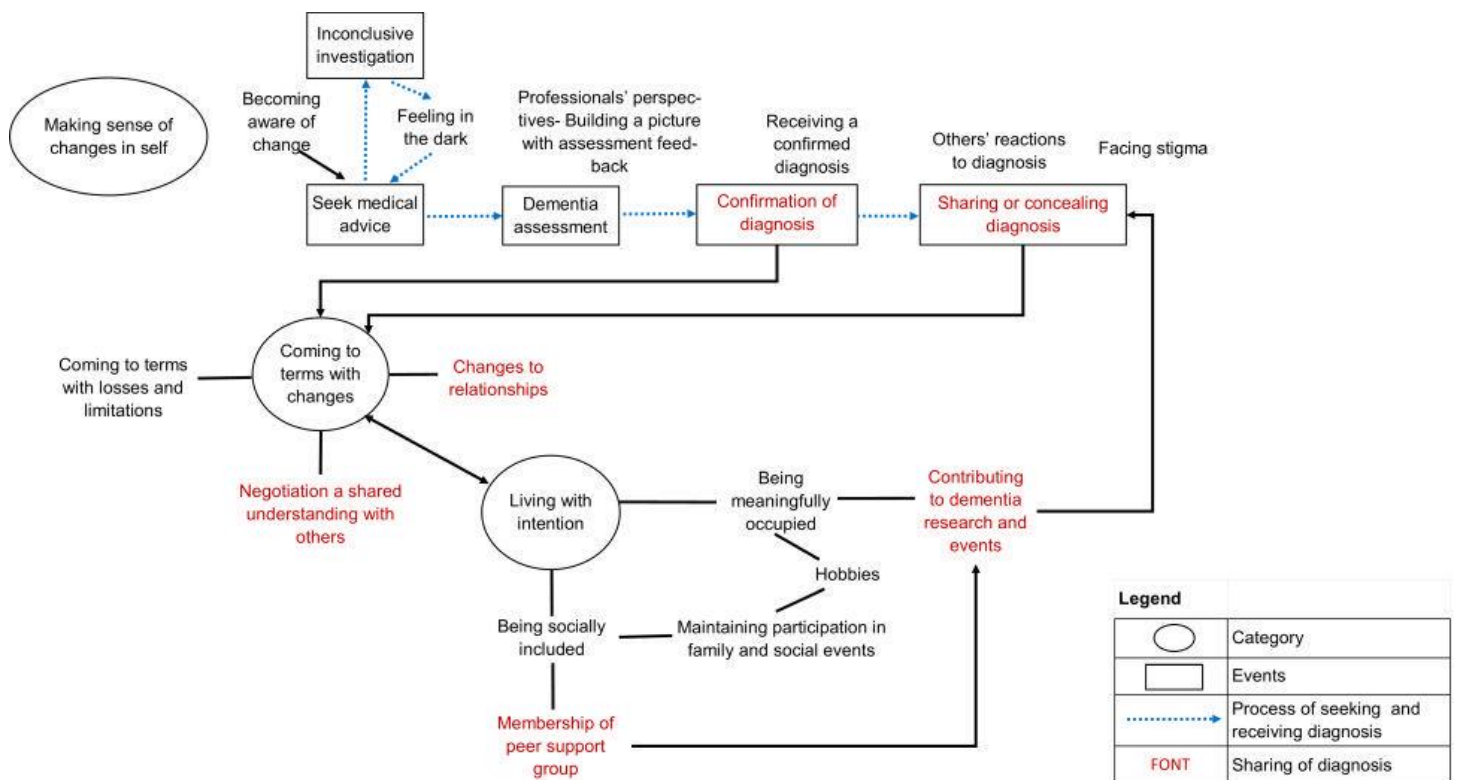 Making sense of
changes in self
Inconclusive
investigation
Becoming
aware of
change
Feeling in
the dark
Seek medical
advice
Professionals’ perspec-
tives- Building a picture
with assessment feed-
back
Dementia
assessment
Receiving a
confirmed
diagnosis
Confirmation of
diagnosis
Others’ reactions
to diagnosis
Sharing or concealing
diagnosis
Facing stigma
Coming to terms
with losses and
limitations
Coming to
terms with
changes
Changes to
relationships
Negotiation a shared
understanding with
others
Living with
intention
Being
meaningfully
occupied
Contributing
to dementia
research and
events
Hobbies
Being socially
included
Maintaining participation in
family and social events
Membership of
peer support
group
Legend
Category
Events
Process of seeking and
receiving diagnosis
FONT Sharing of diagnosis